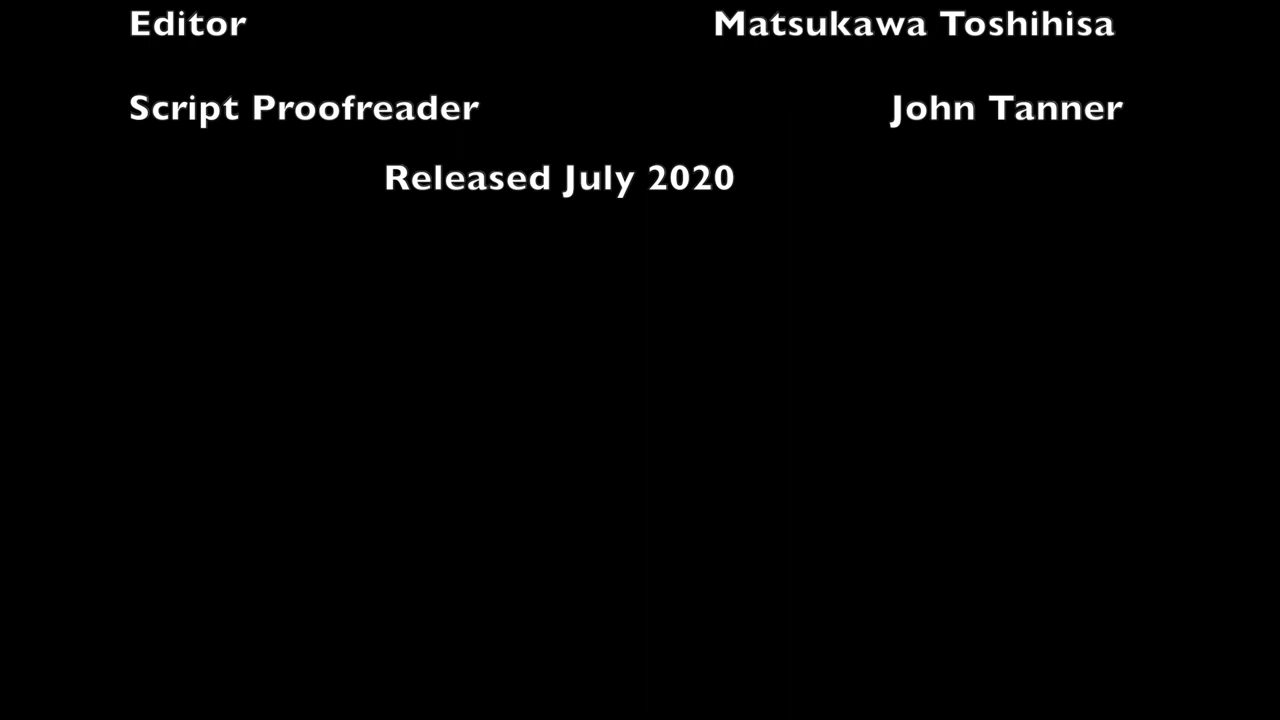 Editor Matsukawa Toshihisa
Script Proofreader John Tanner
Released July 2020